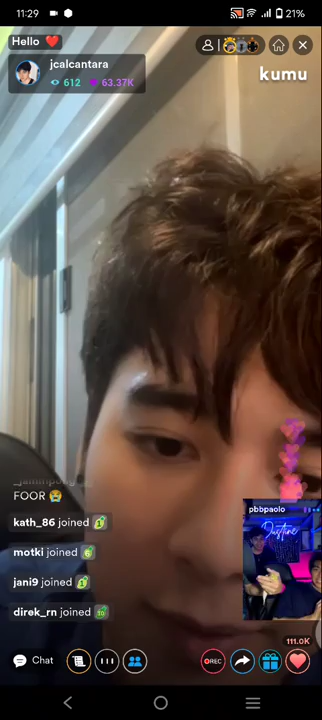 11:29
21%
Hello ❤️
jcalcantara
612 63.37K
kumu
FOOR 😭
kath_86 joined
motki joined
jani9 joined
direk_rn joined
pbbpaolo
Dustine
111.0K
Chat
REC